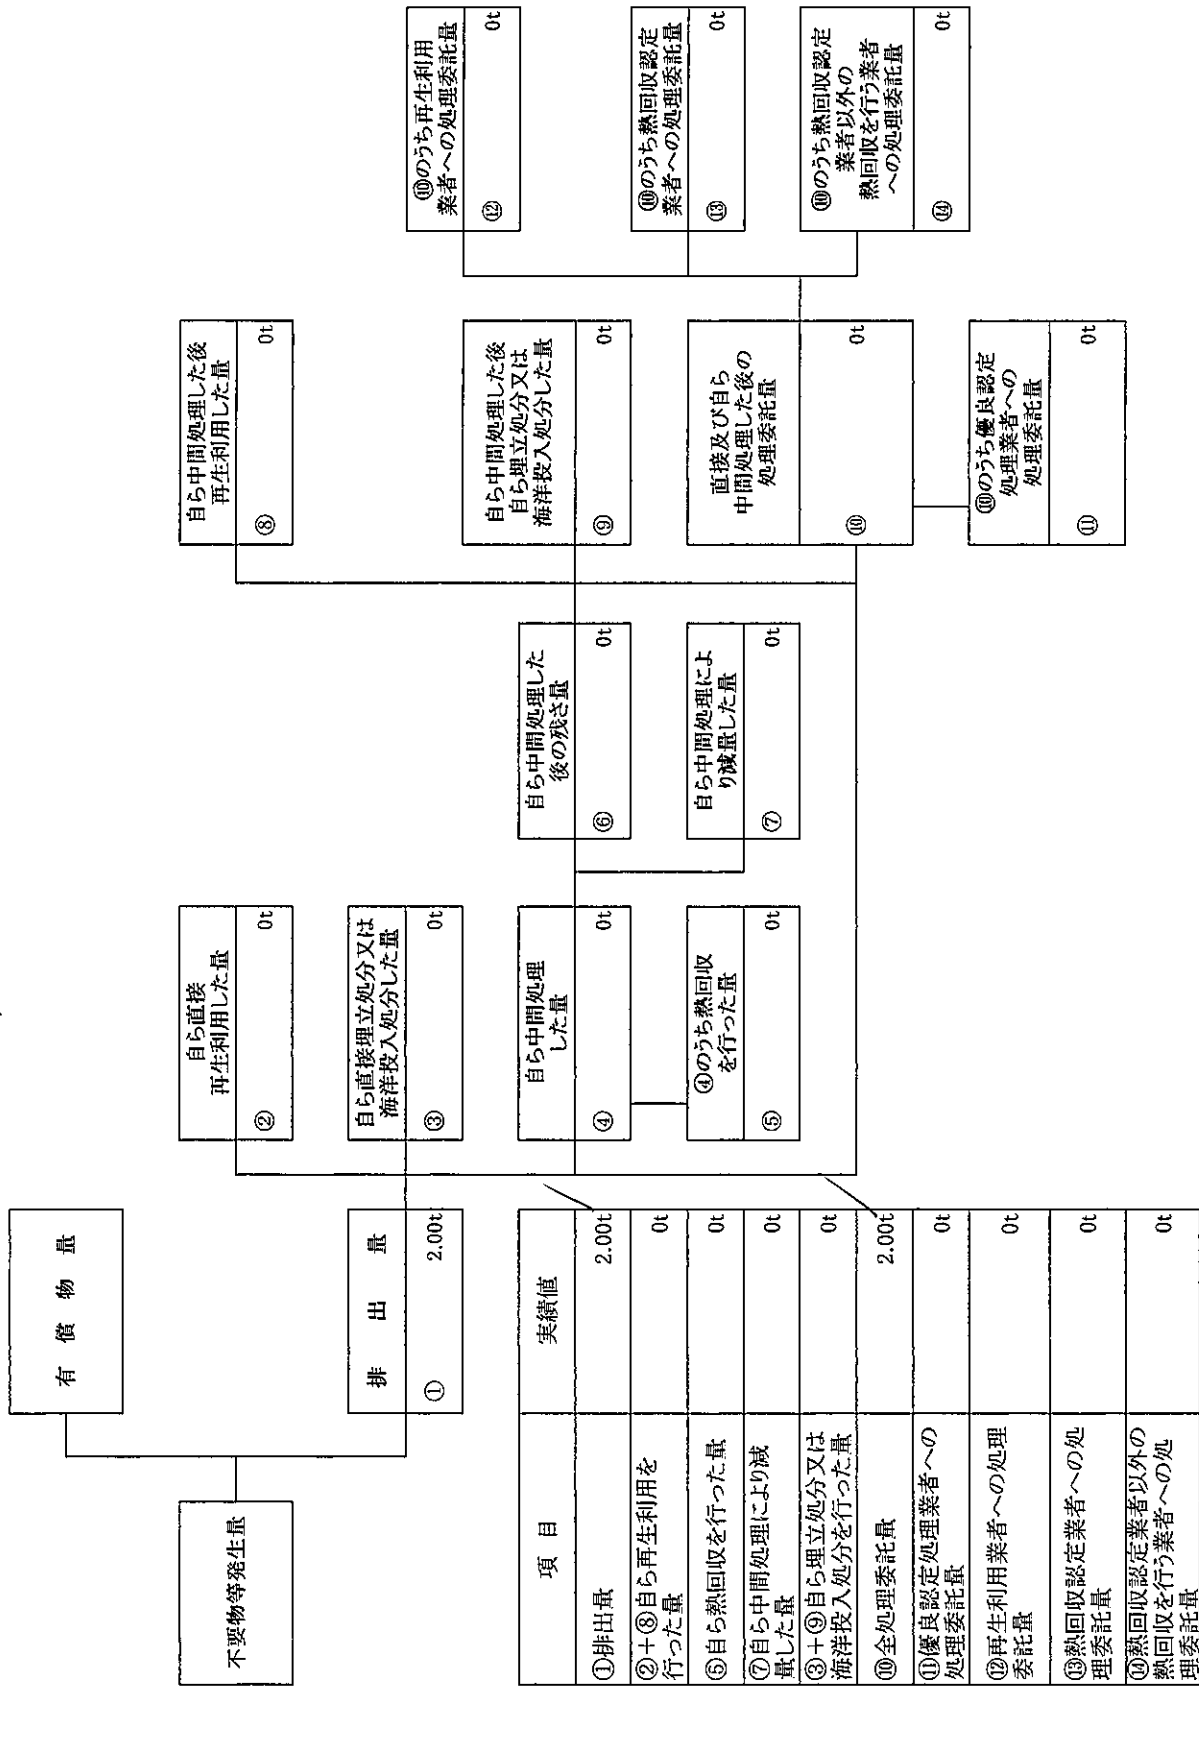 不要物等発生量
有 償 物 量
排 出 量
① 2.00t
自ら直接
再生利用した量
② 0t
自ら直接埋立処分又は
海洋投入処分した量
③ 0t
自ら中間処理
した量
④ 0t
④のうち熱回収
を行った量
⑤ 0t
自ら中間処理した
後の残さ量
⑥ 0t
自ら中間処理によ
り減量した量
⑦ 0t
自ら中間処理した後
再生利用した量
⑧ 0t
自ら中間処理した後
自ら埋立処分又は
海洋投入処分した量
⑨ 0t
直接及び自ら
中間処理した後の
処理委託量
⑩ 0t
⑩のうち優良認定
処理業者への
処理委託量
⑪ 0t
⑩のうち再生利用
業者への処理委託量
⑫ 0t
⑩のうち熱回収認定
業者への処理委託量
⑬ 0t
⑩のうち熱回収認定
業者以外の
熱回収を行う業者
への処理委託量
⑭ 0t
項 目 実績値
①排出量 2.00t
②+⑧自ら再生利用を
行った量 0t
⑤自ら熱回収を行った量 0t
⑦自ら中間処理により減
量した量 0t
③+⑨自ら埋立処分又は
海洋投入処分を行った量 0t
⑩全処理委託量 2.00t
⑪優良認定処理業者への
処理委託量 0t
⑫再生利用業者への処理
委託量 0t
⑬熱回収認定業者への処
理委託量 0t
⑭熱回収認定業者以外の
熱回収を行う業者への処
理委託量 0t